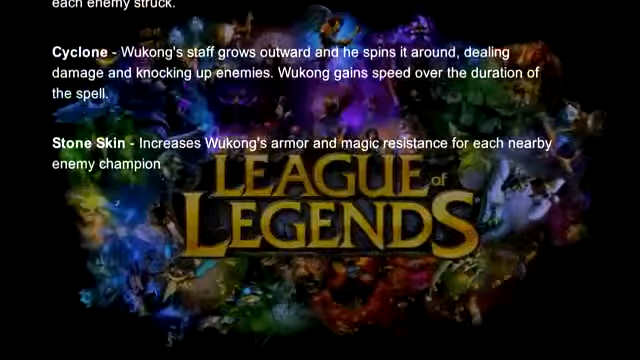 each enemy struck.
Cyclone - Wukong's staff grows outward and he spins it around, dealing
damage and knocking up enemies. Wukong gains speed over the duration of
the spell.
Stone Skin - Increases Wukong's armor and magic resistance for each nearby
enemy champion
LEAGUE of
LEGENDS